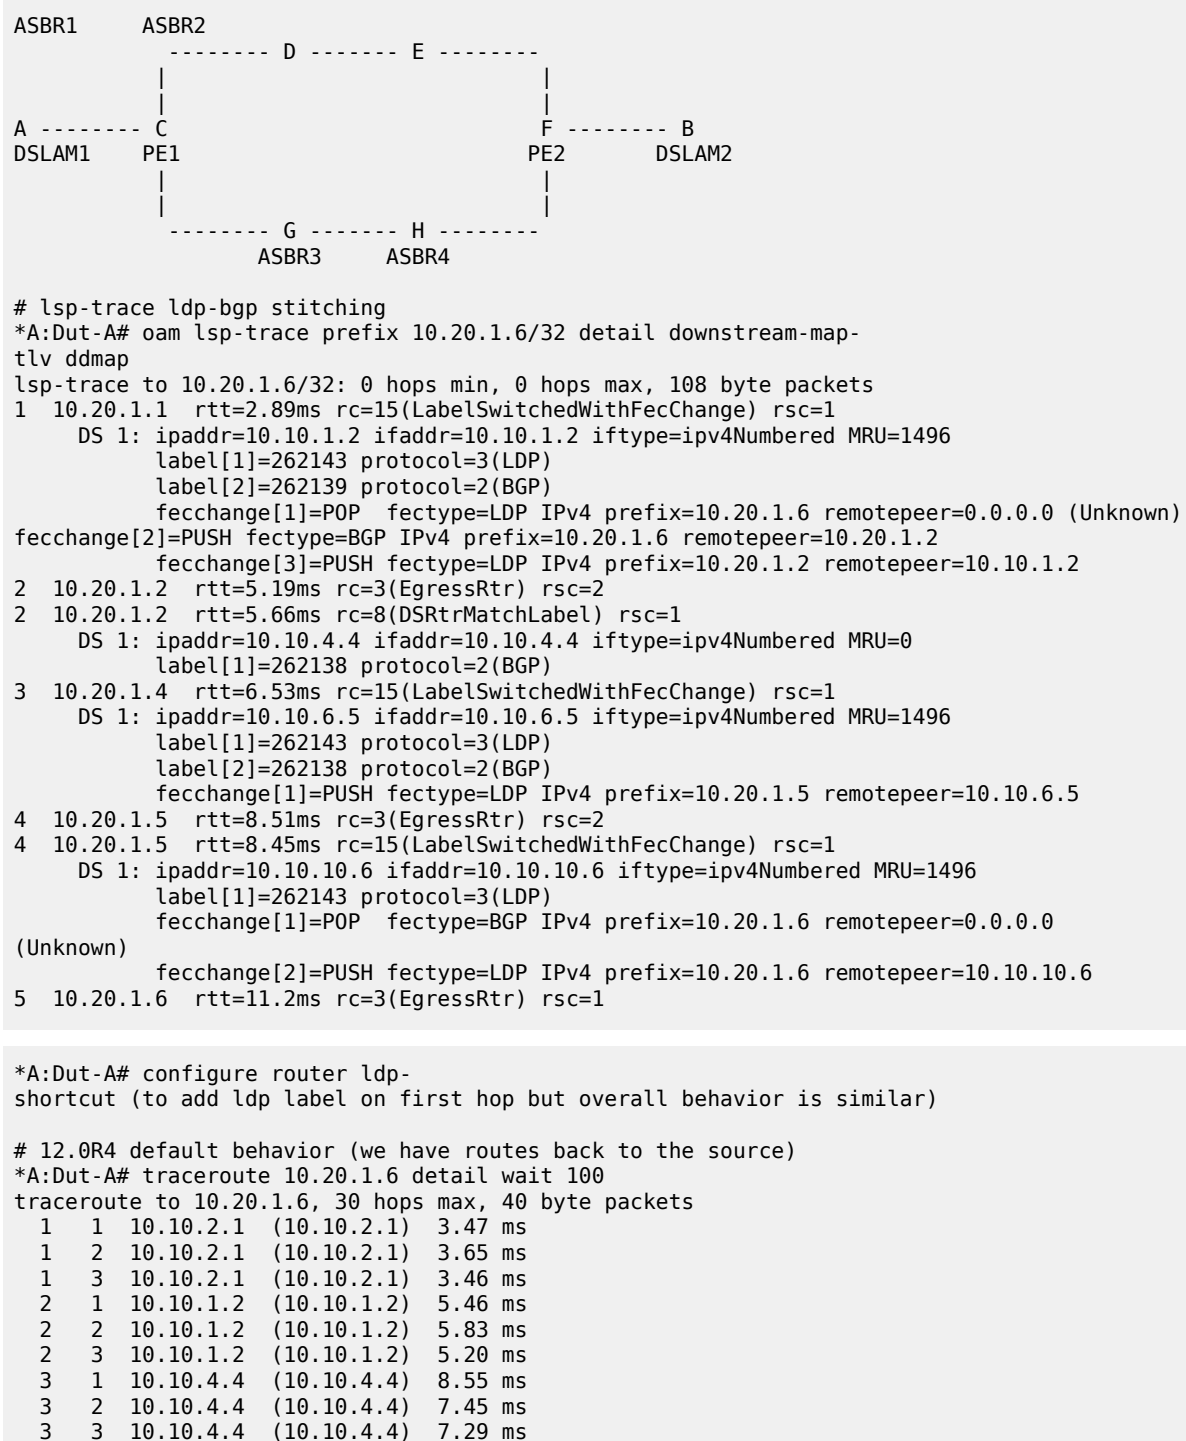 ASBR1     ASBR2
            -------- D ------- E --------
           |                             |
           |                             |
A -------- C                             F -------- B
DSLAM1    PE1                           PE2       DSLAM2
           |                             |
           |                             |
            -------- G ------- H --------
                   ASBR3     ASBR4
# lsp-trace ldp-bgp stitching
*A:Dut-A# oam lsp-trace prefix 10.20.1.6/32 detail downstream-map-
tlv ddmap
lsp-trace to 10.20.1.6/32: 0 hops min, 0 hops max, 108 byte packets
1  10.20.1.1  rtt=2.89ms rc=15(LabelSwitchedWithFecChange) rsc=1
     DS 1: ipaddr=10.10.1.2 ifaddr=10.10.1.2 iftype=ipv4Numbered MRU=1496
           label[1]=262143 protocol=3(LDP)
           label[2]=262139 protocol=2(BGP)
           fecchange[1]=POP  fectype=LDP IPv4 prefix=10.20.1.6 remotepeer=0.0.0.0 (Unknown)
fecchange[2]=PUSH fectype=BGP IPv4 prefix=10.20.1.6 remotepeer=10.20.1.2
           fecchange[3]=PUSH fectype=LDP IPv4 prefix=10.20.1.2 remotepeer=10.10.1.2
2  10.20.1.2  rtt=5.19ms rc=3(EgressRtr) rsc=2
2  10.20.1.2  rtt=5.66ms rc=8(DSRtrMatchLabel) rsc=1
     DS 1: ipaddr=10.10.4.4 ifaddr=10.10.4.4 iftype=ipv4Numbered MRU=0
           label[1]=262138 protocol=2(BGP)
3  10.20.1.4  rtt=6.53ms rc=15(LabelSwitchedWithFecChange) rsc=1
     DS 1: ipaddr=10.10.6.5 ifaddr=10.10.6.5 iftype=ipv4Numbered MRU=1496
           label[1]=262143 protocol=3(LDP)
           label[2]=262138 protocol=2(BGP)
           fecchange[1]=PUSH fectype=LDP IPv4 prefix=10.20.1.5 remotepeer=10.10.6.5
4  10.20.1.5  rtt=8.51ms rc=3(EgressRtr) rsc=2
4  10.20.1.5  rtt=8.45ms rc=15(LabelSwitchedWithFecChange) rsc=1
     DS 1: ipaddr=10.10.10.6 ifaddr=10.10.10.6 iftype=ipv4Numbered MRU=1496
           label[1]=262143 protocol=3(LDP)
           fecchange[1]=POP  fectype=BGP IPv4 prefix=10.20.1.6 remotepeer=0.0.0.0
(Unknown)
           fecchange[2]=PUSH fectype=LDP IPv4 prefix=10.20.1.6 remotepeer=10.10.10.6
5  10.20.1.6  rtt=11.2ms rc=3(EgressRtr) rsc=1
*A:Dut-A# configure router ldp-
shortcut (to add ldp label on first hop but overall behavior is similar)
# 12.0R4 default behavior (we have routes back to the source)
*A:Dut-A# traceroute 10.20.1.6 detail wait 100
traceroute to 10.20.1.6, 30 hops max, 40 byte packets
  1   1  10.10.2.1  (10.10.2.1)  3.47 ms
  1   2  10.10.2.1  (10.10.2.1)  3.65 ms
  1   3  10.10.2.1  (10.10.2.1)  3.46 ms
  2   1  10.10.1.2  (10.10.1.2)  5.46 ms
  2   2  10.10.1.2  (10.10.1.2)  5.83 ms
  2   3  10.10.1.2  (10.10.1.2)  5.20 ms
  3   1  10.10.4.4  (10.10.4.4)  8.55 ms
  3   2  10.10.4.4  (10.10.4.4)  7.45 ms
  3   3  10.10.4.4  (10.10.4.4)  7.29 ms